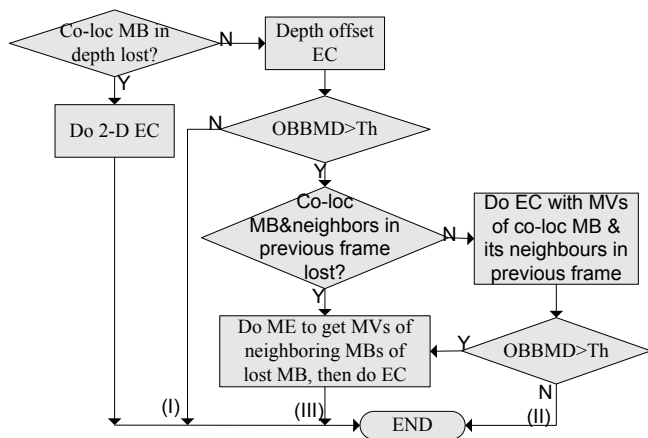 Co-loc MB in
depth lost?
N
Depth offset
EC
Y
Do 2-D EC
N
OBBMD>Th
Y
Co-loc
MB&neighbors in
previous frame
lost?
N
Do EC with MVs
of co-loc MB &
its neighbours in
previous frame
Y
Do ME to get MVs of
neighboring MBs of
lost MB, then do EC
Y
OBBMD>Th
N
(I)
(III)
END
(II)